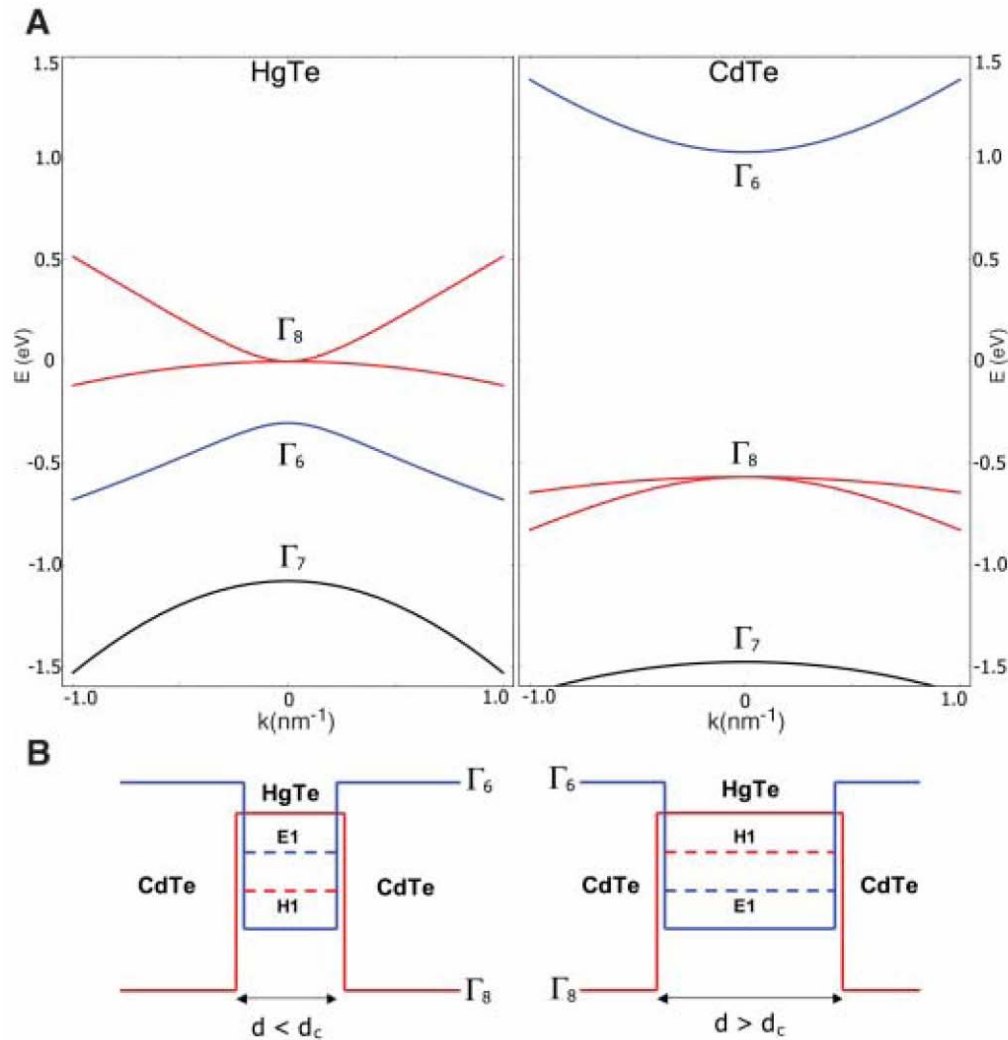 A
HgTe
CdTe
1.5
1.0
0.5
0
-0.5
-1.0
-1.5
E (eV)
Γ8
Γ6
Γ7
-1.0
0
1.0
k(nm⁻¹)
Γ6
Γ8
Γ7
1.5
1.0
0.5
0
-0.5
-1.0
-1.5
E (eV)
-1.0
0
1.0
k(nm⁻¹)
B
HgTe
Γ6
E1
CdTe
CdTe
H1
Γ8
d < dc
Γ6
HgTe
H1
CdTe
CdTe
E1
Γ8
d > dc